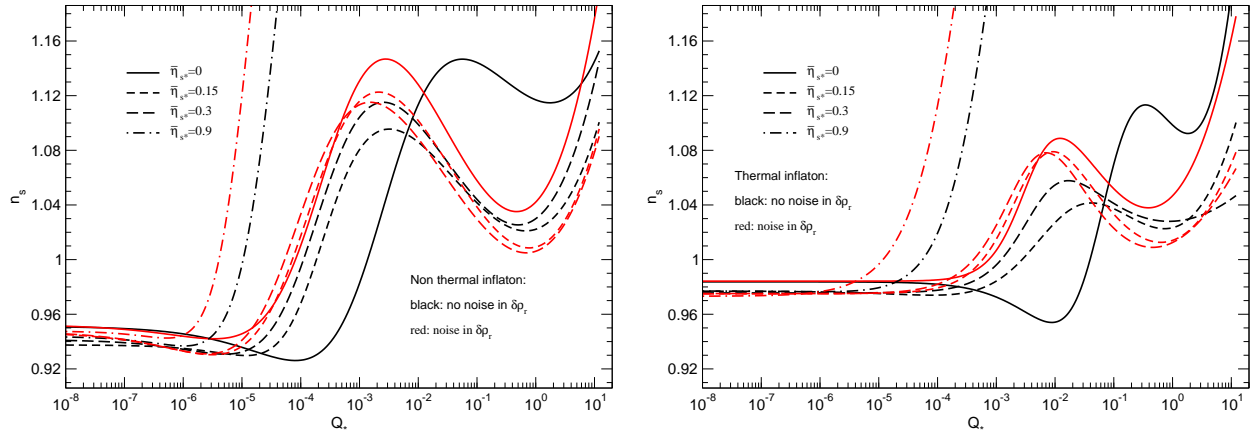 1.16
1.12
1.08
1.04
1
0.96
0.92
n_s
η̄_s*=0
η̄_s*=0.15
η̄_s*=0.3
η̄_s*=0.9
Non thermal inflaton:
black: no noise in δρ_r
red: noise in δρ_r
10^-8 10^-7 10^-6 10^-5 10^-4 10^-3 10^-2 10^-1 10^0 10^1
Q_*
1.16
1.12
1.08
1.04
1
0.96
0.92
n_s
η̄_s*=0
η̄_s*=0.15
η̄_s*=0.3
η̄_s*=0.9
Thermal inflaton:
black: no noise in δρ_r
red: noise in δρ_r
10^-8 10^-7 10^-6 10^-5 10^-4 10^-3 10^-2 10^-1 10^0 10^1
Q_*